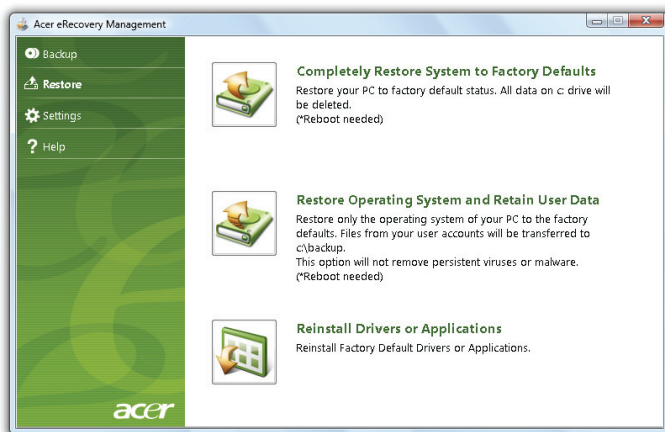 Acer eRecovery Management
Backup
Restore
Settings
? Help
Completely Restore System to Factory Defaults
Restore your PC to factory default status. All data on c: drive will
be deleted.
(*Reboot needed)
Restore Operating System and Retain User Data
Restore only the operating system of your PC to the factory
defaults. Files from your user accounts will be transferred to
c:\backup.
This option will not remove persistent viruses or malware.
(*Reboot needed)
Reinstall Drivers or Applications
Reinstall Factory Default Drivers or Applications.
acer